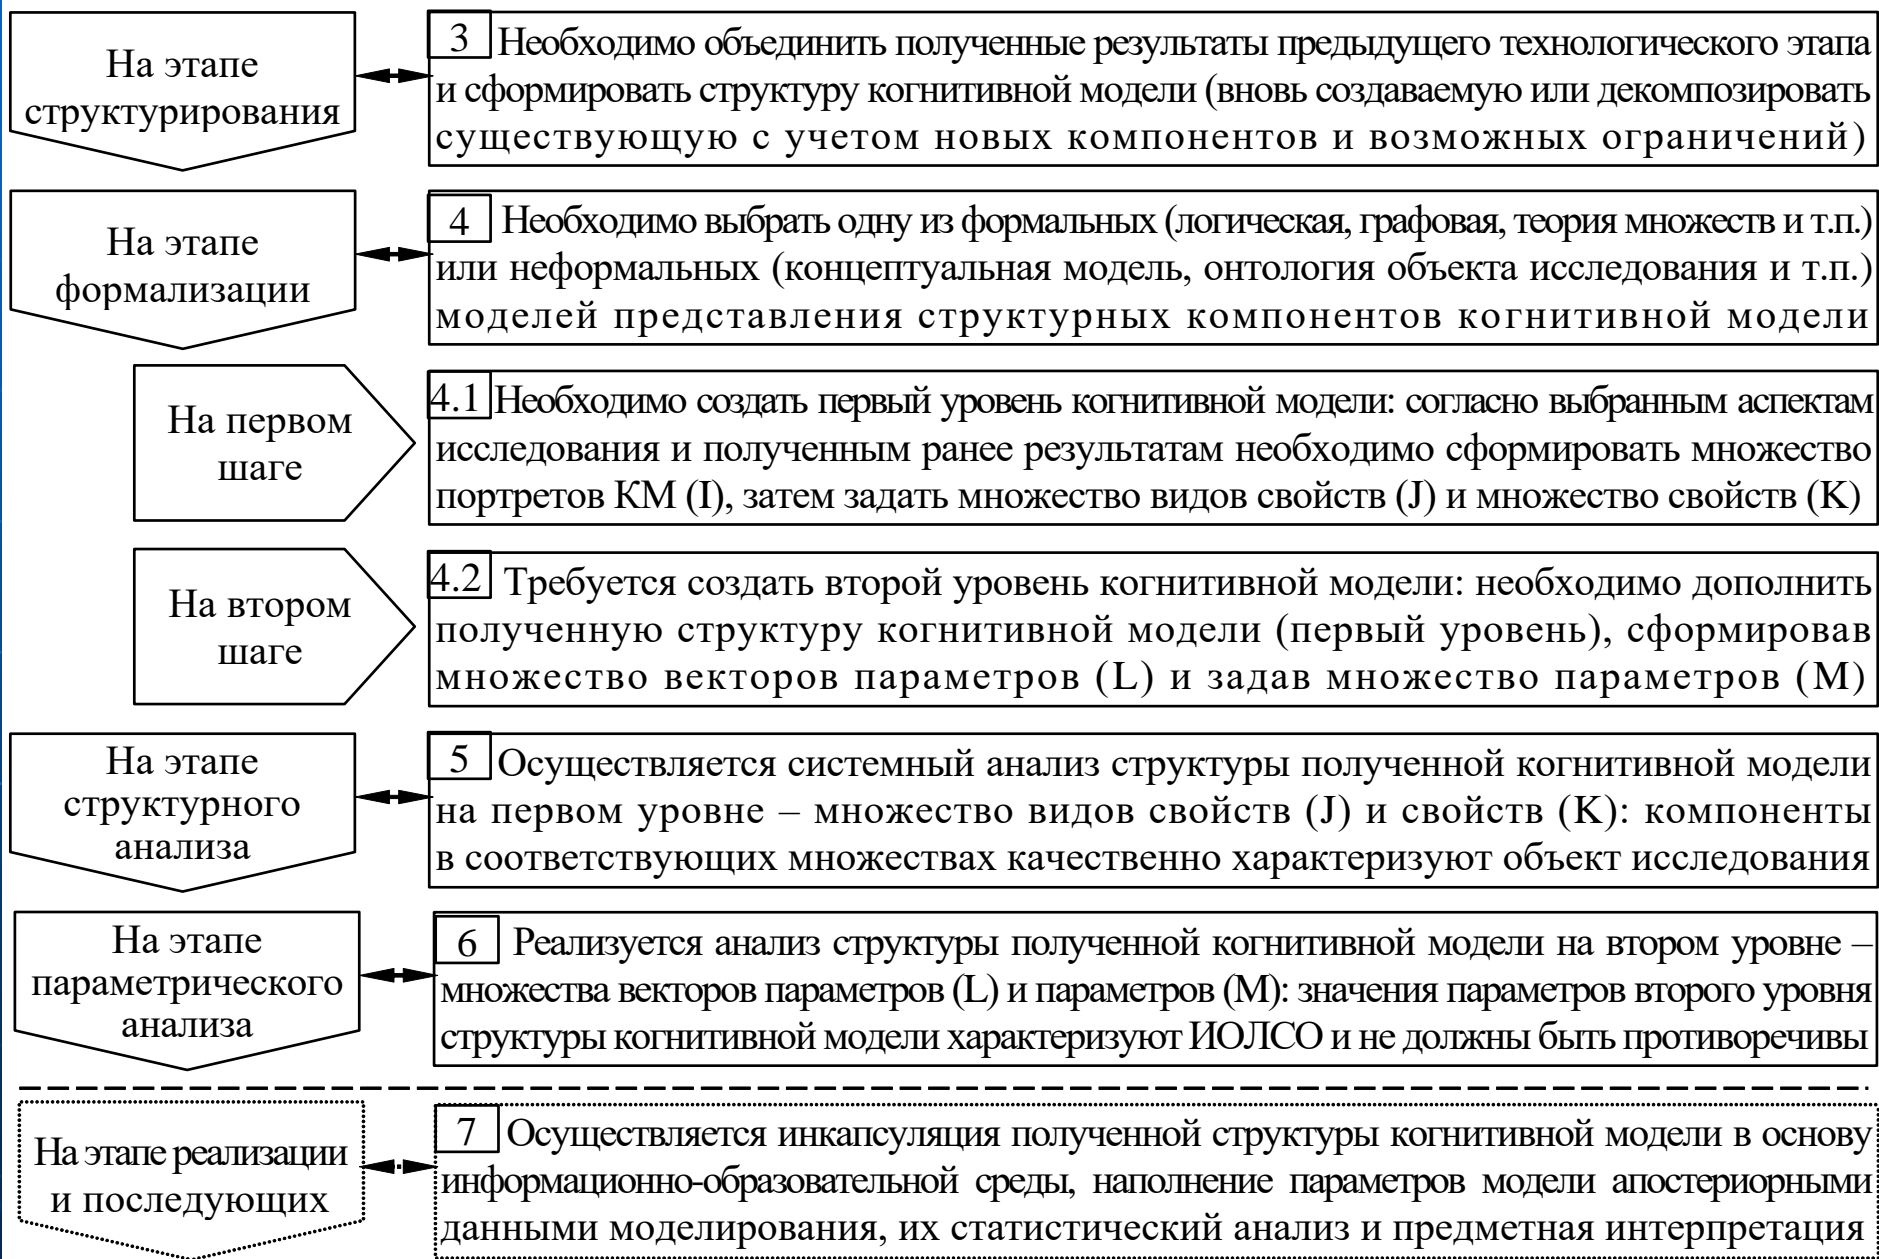 На этапе
структурирования
3 Необходимо объединить полученные результаты предыдущего технологического этапа
и сформировать структуру когнитивной модели (вновь создаваемую или декомпозировать
существующую с учетом новых компонентов и возможных ограничений)
На этапе
формализации
4 Необходимо выбрать одну из формальных (логическая, графовая, теория множеств и т.п.)
или неформальных (концептуальная модель, онтология объекта исследования и т.п.)
моделей представления структурных компонентов когнитивной модели
На первом
шаге
4.1 Необходимо создать первый уровень когнитивной модели: согласно выбранным аспектам
исследования и полученным ранее результатам необходимо сформировать множество
портретов КМ (I), затем задать множество видов свойств (J) и множество свойств (K)
На втором
шаге
4.2 Требуется создать второй уровень когнитивной модели: необходимо дополнить
полученную структуру когнитивной модели (первый уровень), сформировав
множество векторов параметров (L) и задав множество параметров (M)
На этапе
структурного
анализа
5 Осуществляется системный анализ структуры полученной когнитивной модели
на первом уровне – множество видов свойств (J) и свойств (K): компоненты
в соответствующих множествах качественно характеризуют объект исследования
На этапе
параметрического
анализа
6 Реализуется анализ структуры полученной когнитивной модели на втором уровне –
множества векторов параметров (L) и параметров (M): значения параметров второго уровня
структуры когнитивной модели характеризуют ИОЛСО и не должны быть противоречивы
На этапе реализации
и последующих
7 Осуществляется инкапсуляция полученной структуры когнитивной модели в основу
информационно-образовательной среды, наполнение параметров модели апостериорными
данными моделирования, их статистический анализ и предметная интерпретация